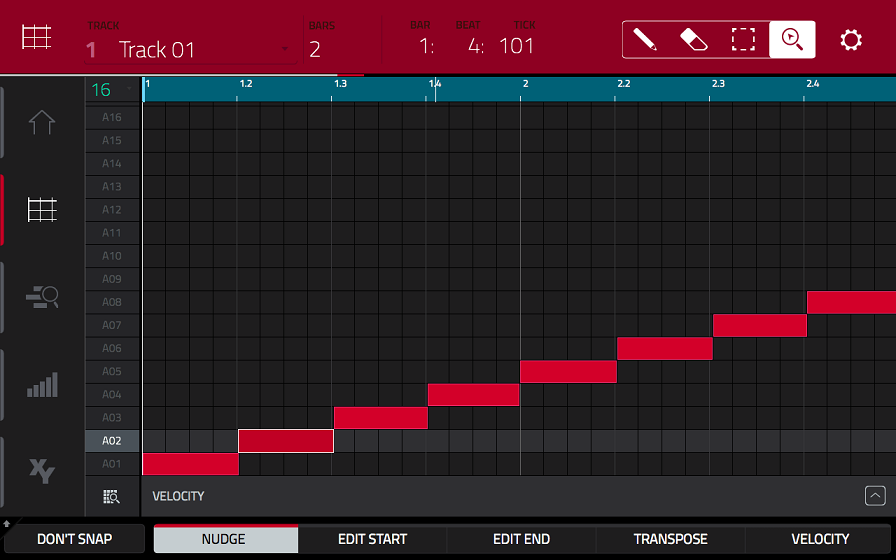 TRACK BARS BAR BEAT TICK
1 Track 01 2 1: 4: 101
16 1 1.2 1.3 1.4 2 2.2 2.3 2.4
A16
A15
A14
A13
A12
A11
A10
A09
A08
A07
A06
A05
A04
A03
A02
A01
XY
VELOCITY
DON'T SNAP NUDGE EDIT START EDIT END TRANSPOSE VELOCITY